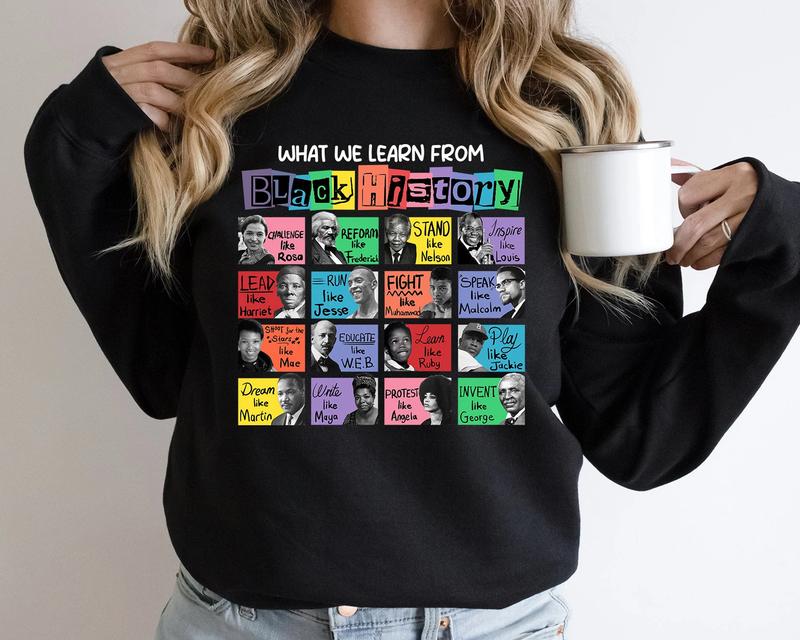 WHAT WE LEARN FROM
Black History
CHALLENGE
like
Rosa
REFORM
like
Frederick
STAND
like
Nelson
Inspire
like
Louis
LEAD
like
Harriet
RUN
like
Jesse
FIGHT
like
Muhammad
SPEAK
like
Malcolm
SHOOT for the
Stars
like
Mae
EDUCATE
like
W.E.B.
Learn
like
Ruby
Play
like
Jackie
Dream
like
Martin
Write
like
Maya
PROTEST
like
Angela
INVENT
like
George